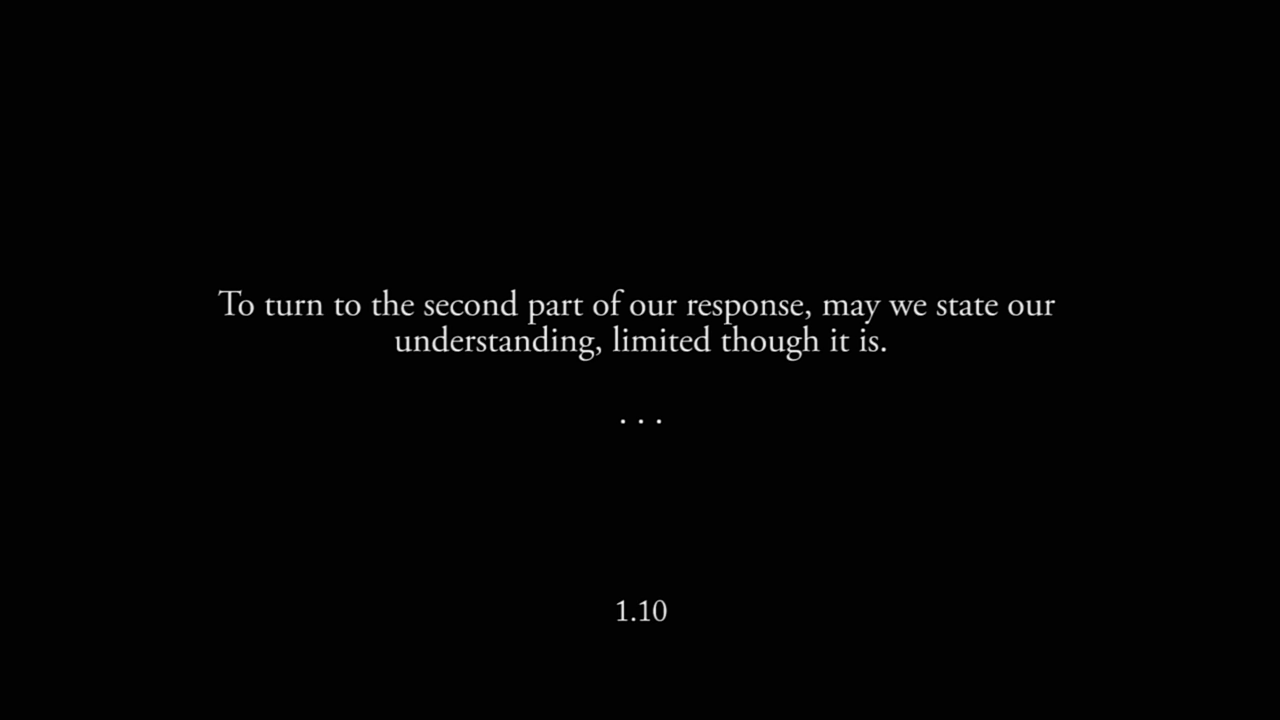 To turn to the second part of our response, may we state our
understanding, limited though it is.
. . .
1.10